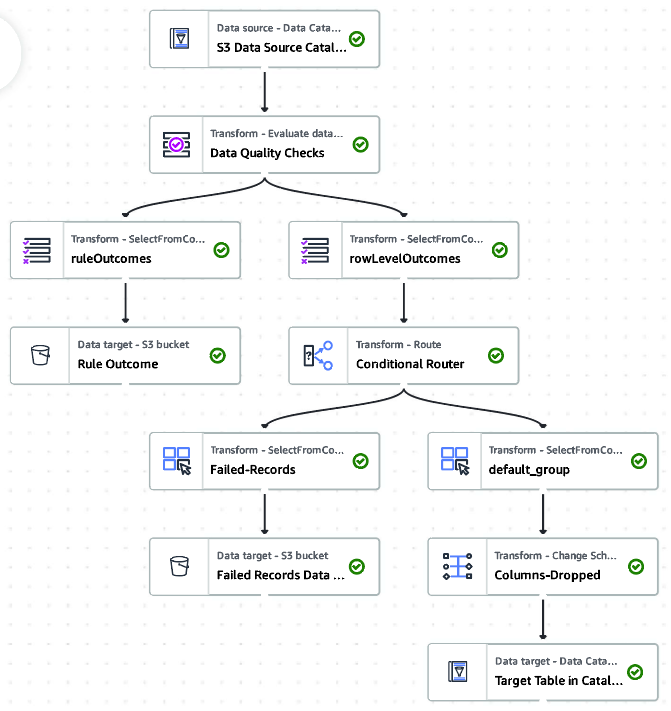 Data source - Data Cata...
S3 Data Source Catal...
Transform - Evaluate data...
Data Quality Checks
Transform - SelectFromCo...
ruleOutcomes
Transform - SelectFromCo...
rowLevelOutcomes
Data target - S3 bucket
Rule Outcome
Transform - Route
Conditional Router
Transform - SelectFromCo...
Failed-Records
Transform - SelectFromCo...
default_group
Data target - S3 bucket
Failed Records Data ...
Transform - Change Sch...
Columns-Dropped
Data target - Data Cata...
Target Table in Catal...